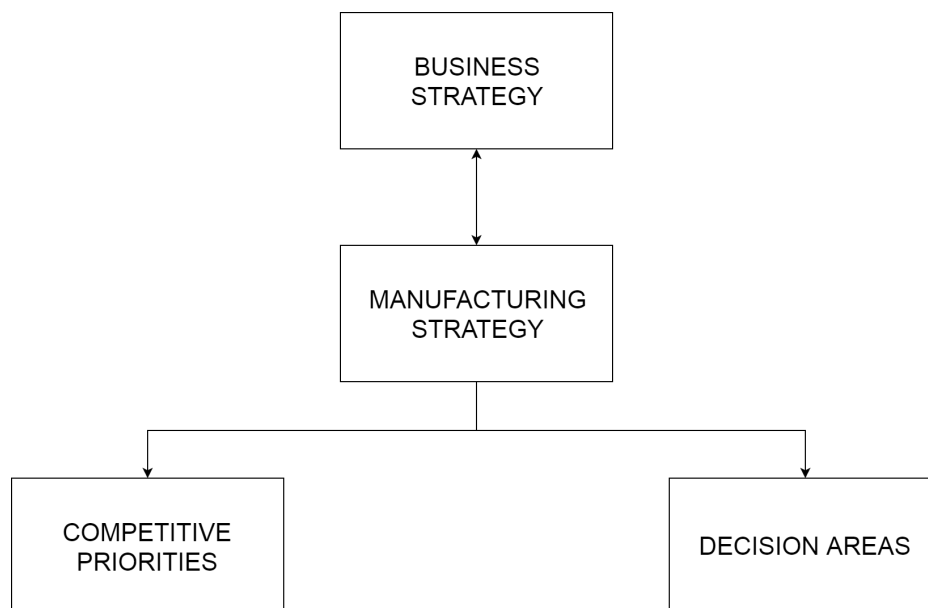 BUSINESS
STRATEGY
MANUFACTURING
STRATEGY
COMPETITIVE
PRIORITIES
DECISION AREAS